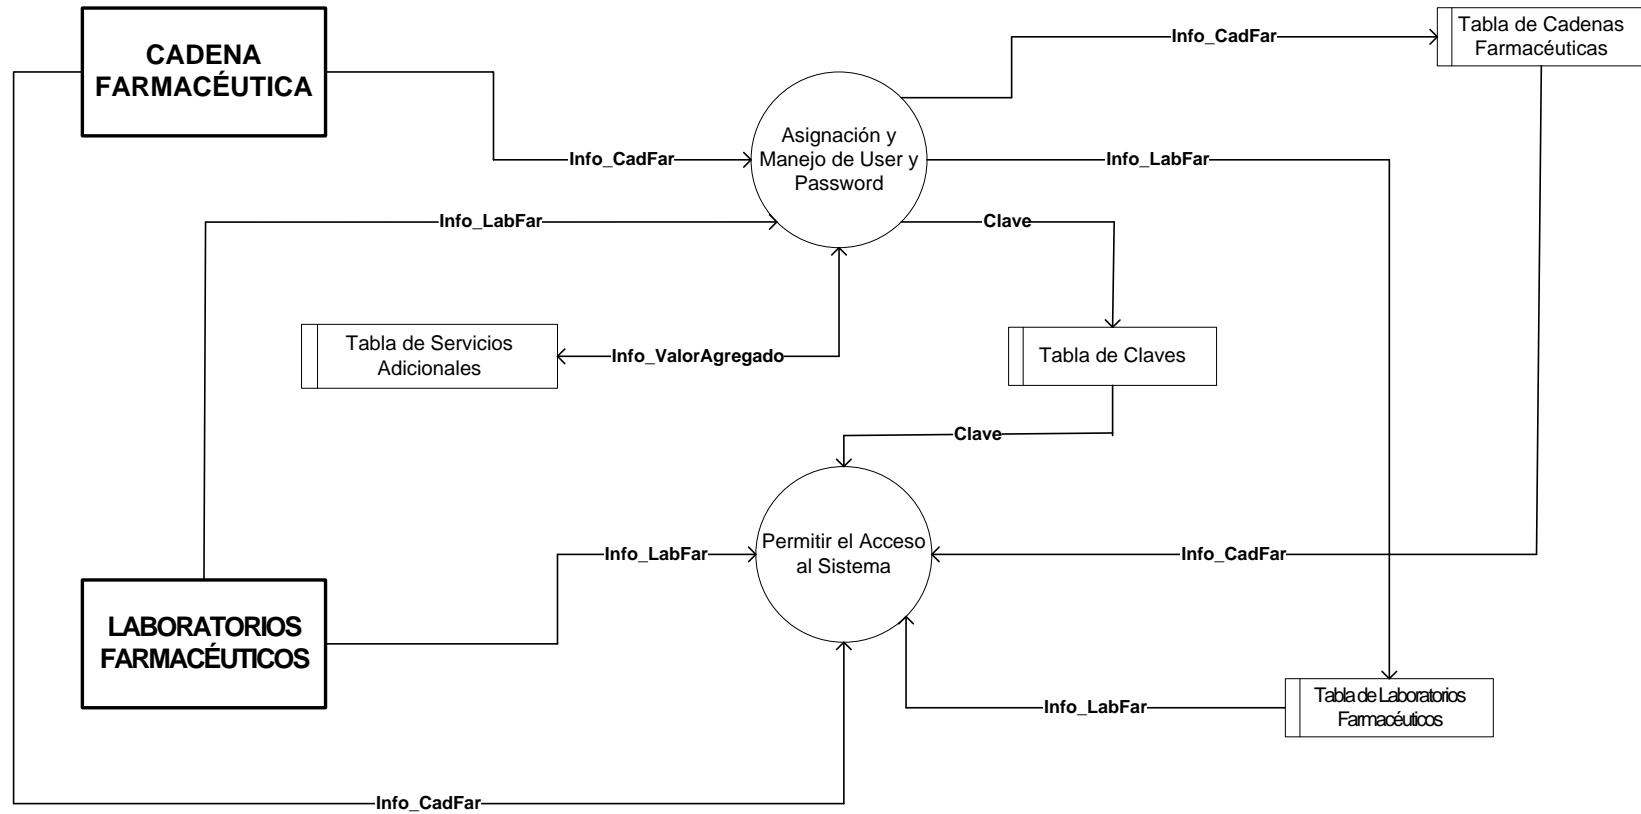 CADENA
FARMACÉUTICA
Info_CadFar
Tabla de Cadenas
Farmacéuticas
Asignación y
Manejo de User y
Password
Info_CadFar
Info_LabFar
Info_LabFar
Clave
Tabla de Servicios
Adicionales
Info_ValorAgregado
Tabla de Claves
Clave
Permitir el Acceso
al Sistema
Info_LabFar
Info_CadFar
LABORATORIOS
FARMACÉUTICOS
Info_LabFar
Tabla de Laboratorios
Farmacéuticos
Info_CadFar